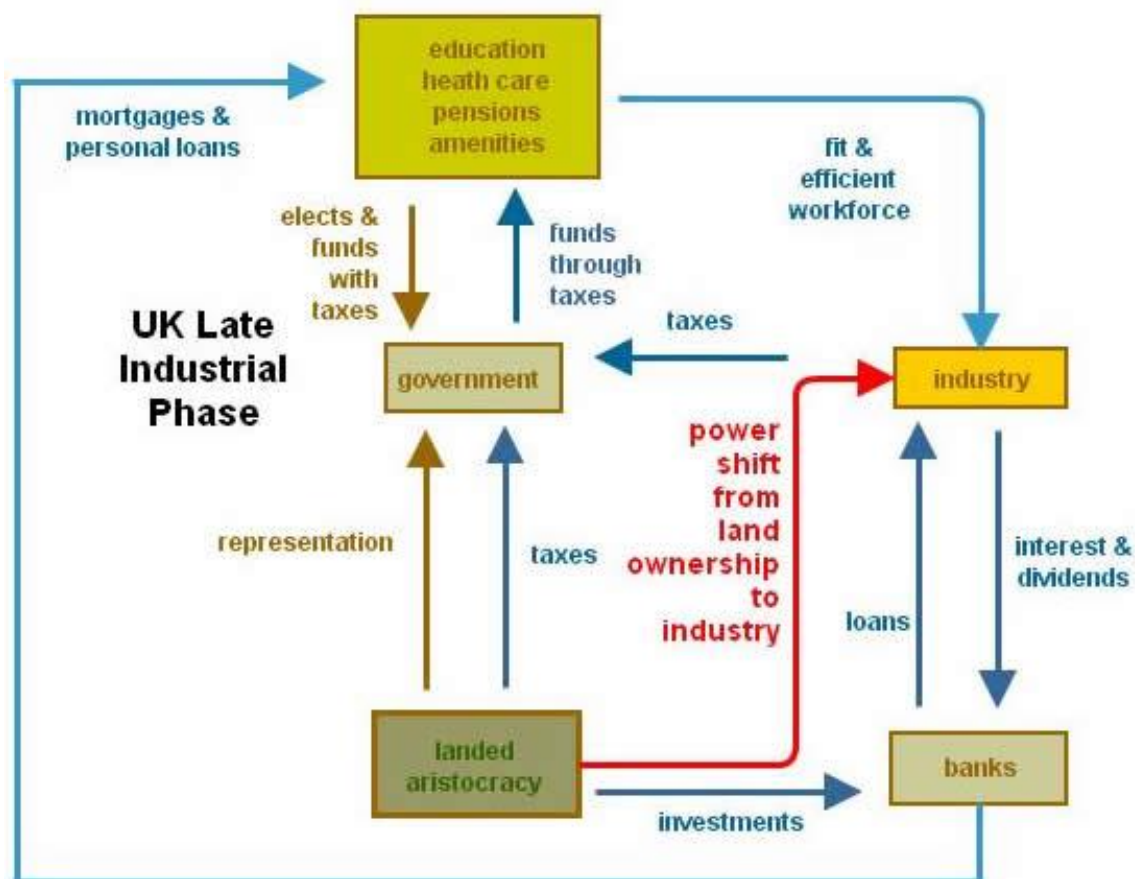 education
heath care
pensions
amenities
mortgages &
personal loans
fit &
efficient
workforce
elects &
funds
with
taxes
funds
through
taxes
UK Late
Industrial
Phase
taxes
government
industry
power
shift
from
land
ownership
to
industry
representation
taxes
interest &
dividends
loans
landed
aristocracy
banks
investments